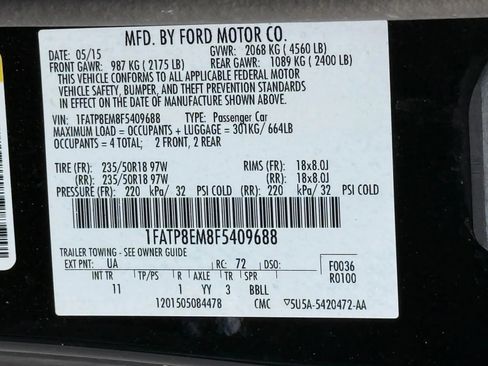 MFD. BY FORD MOTOR CO.
DATE: 05/15 GVWR: 2068 KG (4560 LB)
FRONT GAWR: 987 KG (2175 LB) REAR GAWR: 1089 KG (2400 LB)
THIS VEHICLE CONFORMS TO ALL APPLICABLE FEDERAL MOTOR
VEHICLE SAFETY, BUMPER, AND THEFT PREVENTION STANDARDS
IN EFFECT ON THE DATE OF MANUFACTURE SHOWN ABOVE.
VIN: 1FATP8EM8F5409688 TYPE: Passenger Car
MAXIMUM LOAD = OCCUPANTS + LUGGAGE = 301KG/ 664LB
OCCUPANTS = 4 TOTAL; 2 FRONT, 2 REAR
TIRE (FR): 235/50R18 97W RIMS (FR): 18x8.0J
(RR): 235/50R18 97W (RR): 18x8.0J
PRESSURE (FR): 220 kPa/ 32 PSI COLD (RR): 220 kPa/ 32 PSI COLD
1FATP8EM8F5409688
TRAILER TOWING - SEE OWNER GUIDE
EXT PNT: UA RC: 72 DSO: F0036
INT TR TP/PS R AXLE TR SPR R0100
11 1 YY 3 BBLL
1201505084478 CMC ▽5U5A-5420472-AA